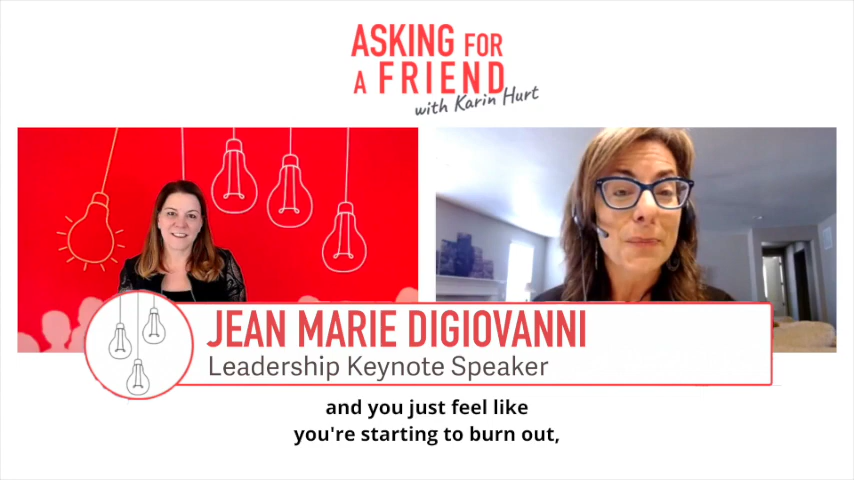 ASKING FOR
A FRIEND
with Karin Hurt
JEAN MARIE DIGIOVANNI
Leadership Keynote Speaker
and you just feel like
you're starting to burn out,